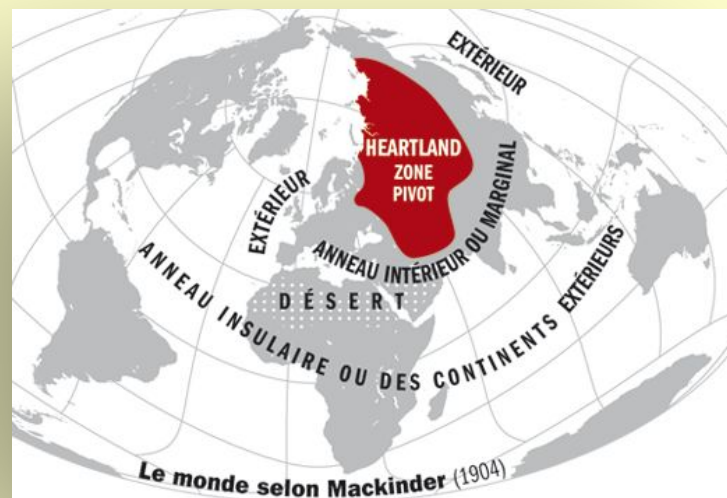 EXTÉRIEUR
HEARTLAND
ZONE
PIVOT
EXTÉRIEUR
ANNEAU INTÉRIEUR OU MARGINAL
DÉSERT
ANNEAU INSULAIRE OU DES CONTINENTS EXTÉRIEURS
Le monde selon Mackinder (1904)